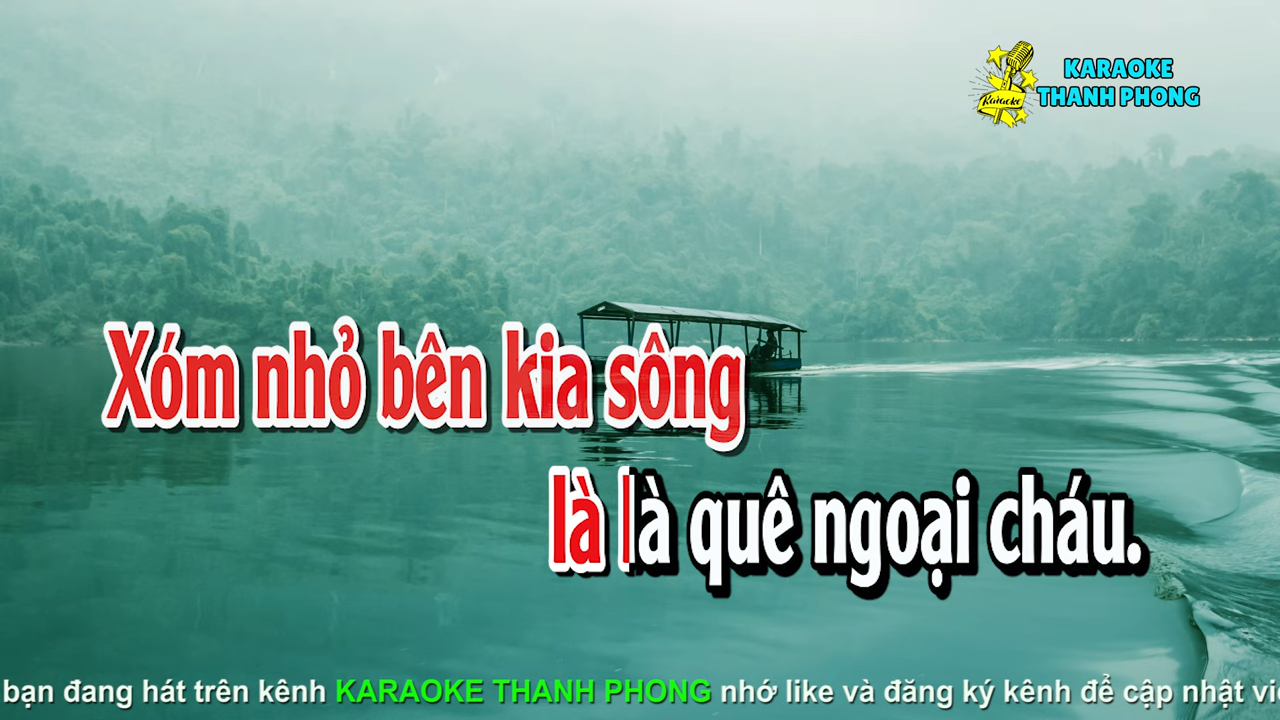 KARAOKE
THANH PHONG
Karaoke
Xóm nhỏ bên kia sông
là là quê ngoại cháu.
bạn đang hát trên kênh KARAOKE THANH PHONG nhớ like và đăng ký kênh để cập nhật